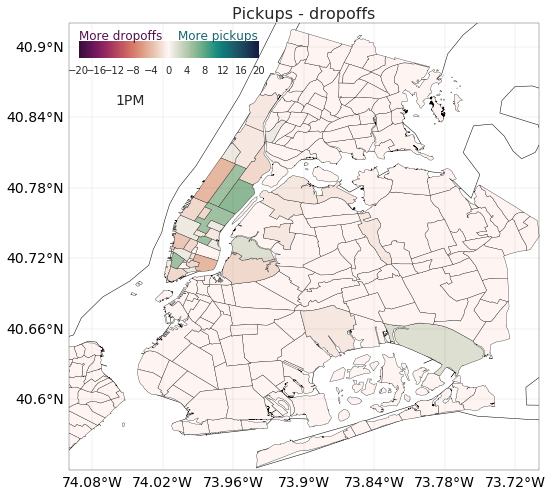 Pickups - dropoffs
More dropoffs More pickups
−20 −16 −12 −8 −4 0 4 8 12 16 20
1PM
40.9°N
40.84°N
40.78°N
40.72°N
40.66°N
40.6°N
74.08°W 74.02°W 73.96°W 73.9°W 73.84°W 73.78°W 73.72°W